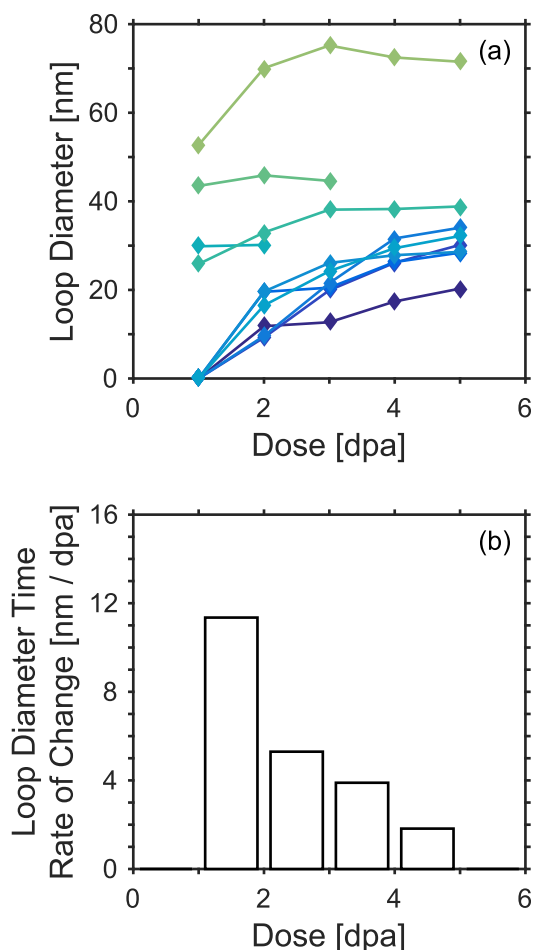 80
(a)
60
40
20
0
Loop Diameter [nm]
0
2
4
6
Dose [dpa]
16
(b)
12
8
4
0
Loop Diameter Time
Rate of Change [nm / dpa]
0
2
4
6
Dose [dpa]